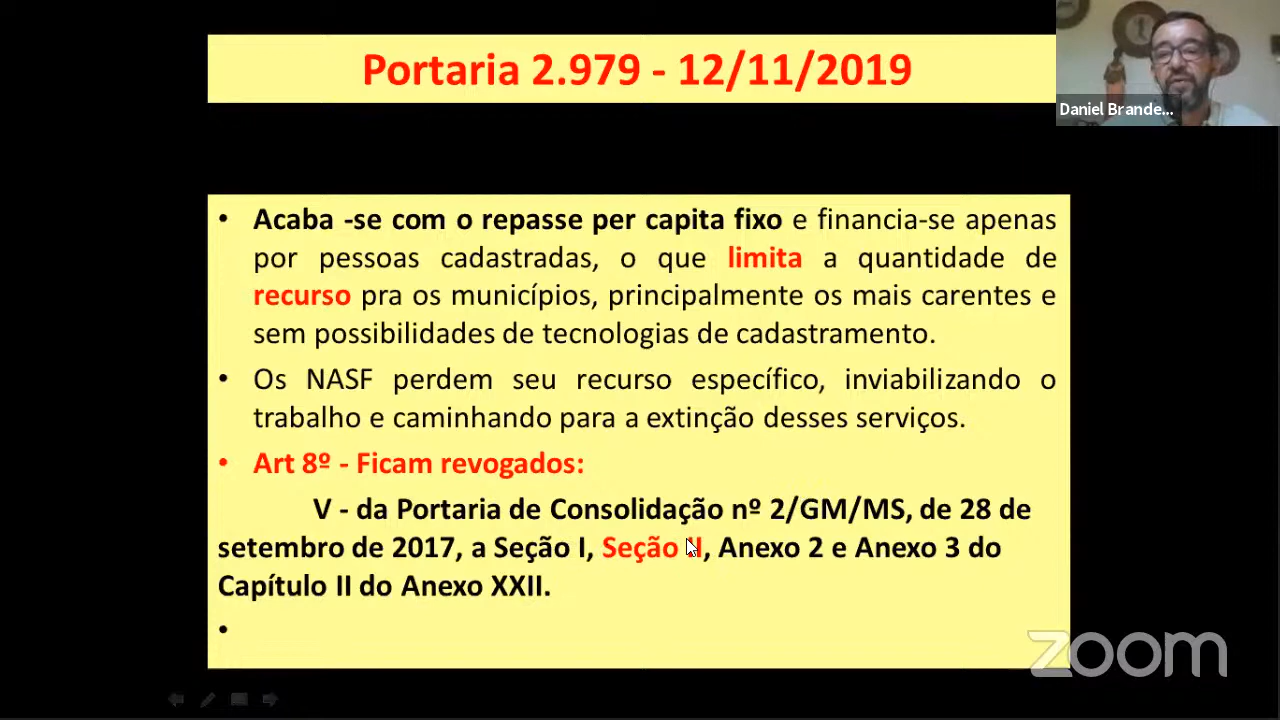 Portaria 2.979 - 12/11/2019
Daniel Brande...
• Acaba -se com o repasse per capita fixo e financia-se apenas
por pessoas cadastradas, o que limita a quantidade de
recurso pra os municípios, principalmente os mais carentes e
sem possibilidades de tecnologias de cadastramento.
• Os NASF perdem seu recurso específico, inviabilizando o
trabalho e caminhando para a extinção desses serviços.
• Art 8º - Ficam revogados:
V - da Portaria de Consolidação nº 2/GM/MS, de 28 de
setembro de 2017, a Seção I, Seção II, Anexo 2 e Anexo 3 do
Capítulo II do Anexo XXII.
•
zoom